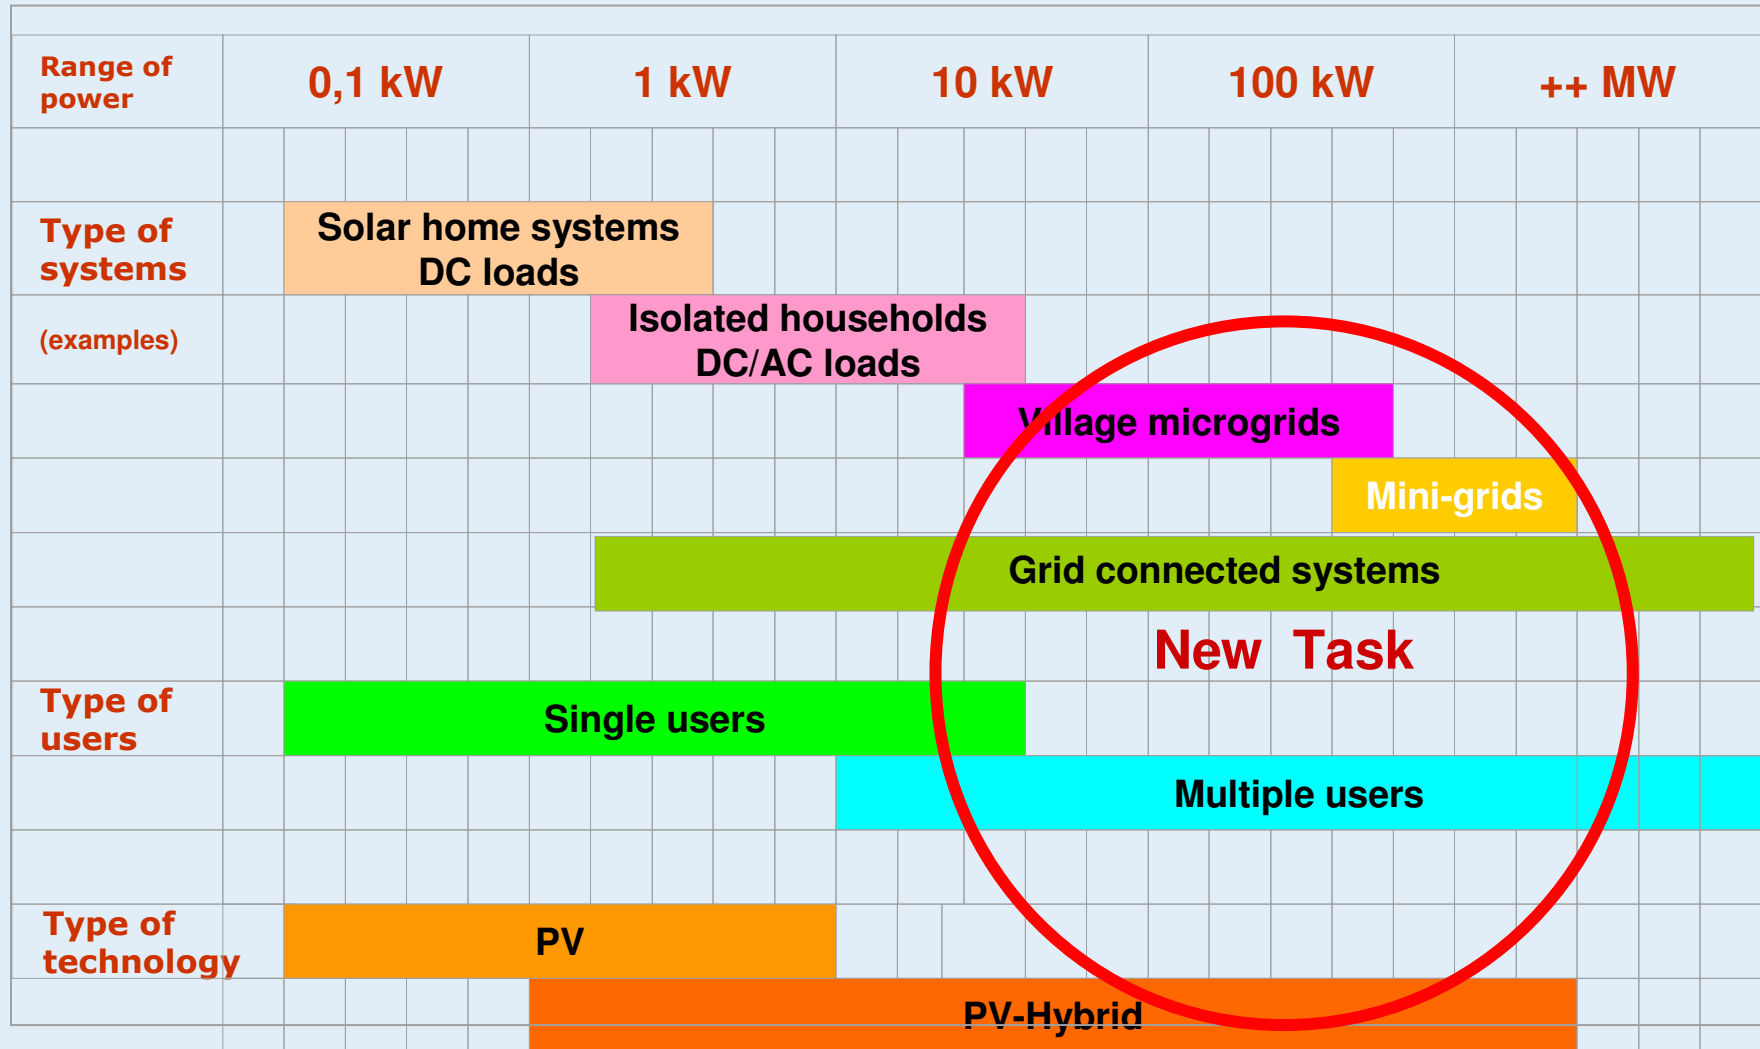 Range of
power
0,1 kW
1 kW
10 kW
100 kW
++ MW
Type of
systems
Solar home systems
DC loads
(examples)
Isolated households
DC/AC loads
Village microgrids
Mini-grids
Grid connected systems
New Task
Type of
users
Single users
Multiple users
Type of
technology
PV
PV-Hybrid